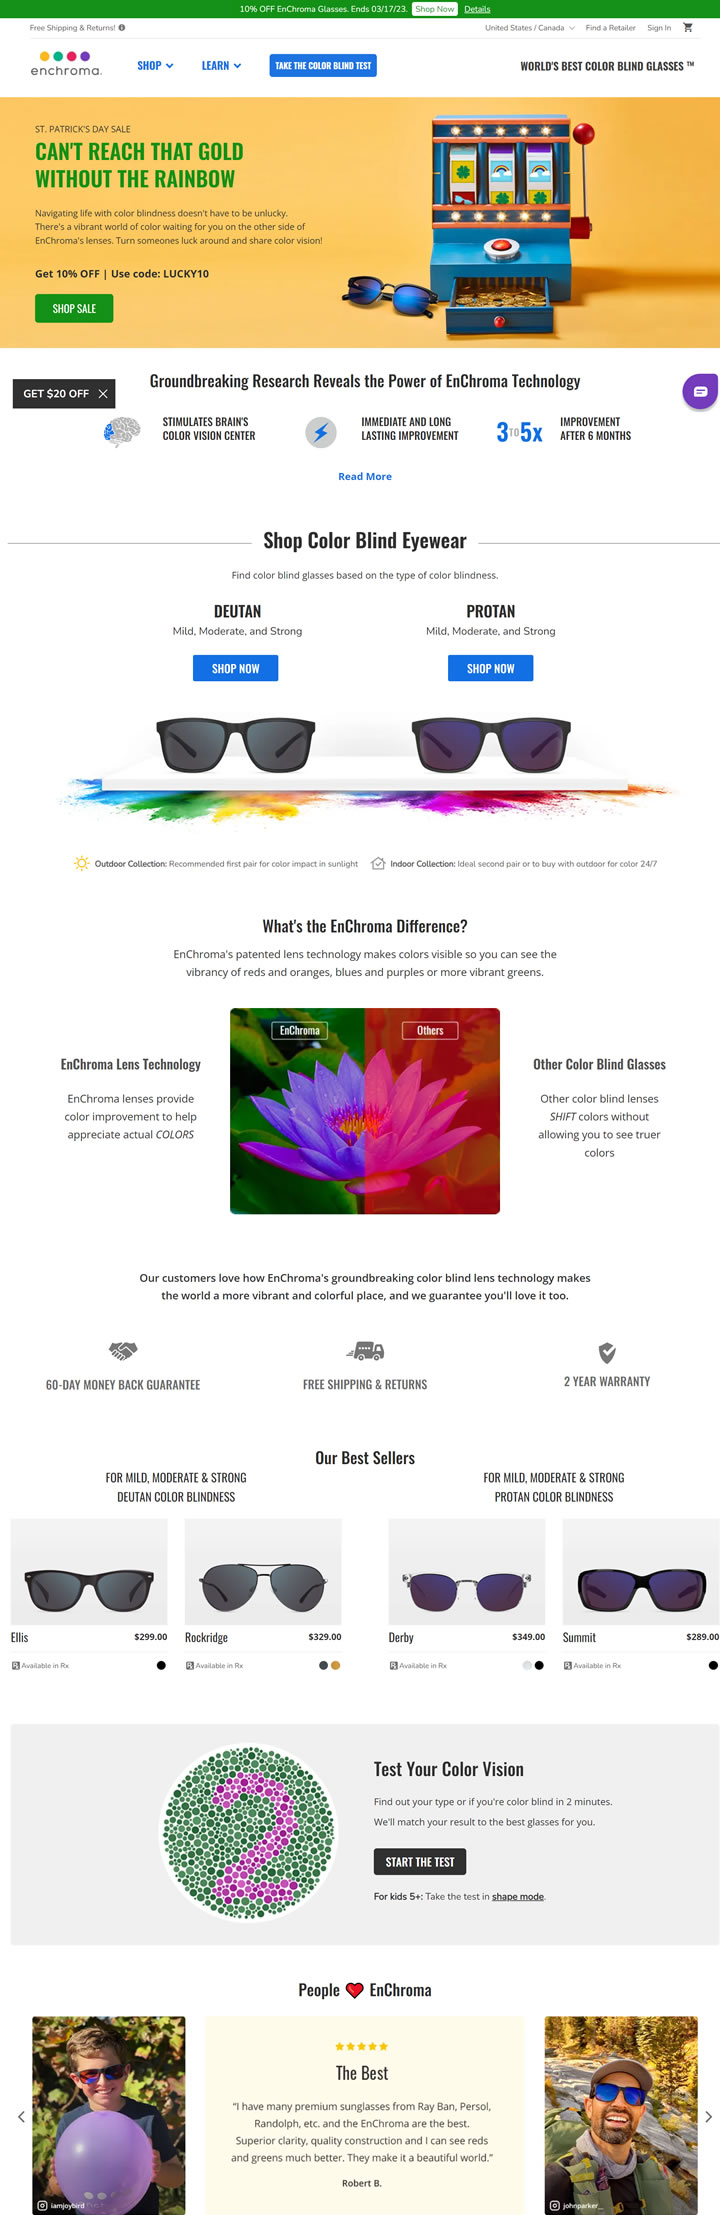 10% OFF EnChroma Glasses. Ends 03/17/23. Shop Now Details
Free Shipping & Returns!
United States / Canada
Find a Retailer
Sign In
enchroma.
SHOP
LEARN
TAKE THE COLOR BLIND TEST
WORLD'S BEST COLOR BLIND GLASSES ™
ST. PATRICK'S DAY SALE
CAN'T REACH THAT GOLD
WITHOUT THE RAINBOW
Navigating life with color blindness doesn't have to be unlucky.
There's a vibrant world of color waiting for you on the other side of
EnChroma's lenses. Turn someones luck around and share color vision!
Get 10% OFF | Use code: LUCKY10
SHOP SALE
GET $20 OFF
Groundbreaking Research Reveals the Power of EnChroma Technology
STIMULATES BRAIN'S
COLOR VISION CENTER
IMMEDIATE AND LONG
LASTING IMPROVEMENT
3TO5x
IMPROVEMENT
AFTER 6 MONTHS
Read More
Shop Color Blind Eyewear
Find color blind glasses based on the type of color blindness.
DEUTAN
Mild, Moderate, and Strong
SHOP NOW
PROTAN
Mild, Moderate, and Strong
SHOP NOW
Outdoor Collection: Recommended first pair for color impact in sunlight
Indoor Collection: Ideal second pair or to buy with outdoor for color 24/7
What's the EnChroma Difference?
EnChroma's patented lens technology makes colors visible so you can see the
vibrancy of reds and oranges, blues and purples or more vibrant greens.
EnChroma Lens Technology
EnChroma lenses provide
color improvement to help
appreciate actual COLORS
EnChroma
Others
Other Color Blind Glasses
Other color blind lenses
SHIFT colors without
allowing you to see truer
colors
Our customers love how EnChroma's groundbreaking color blind lens technology makes
the world a more vibrant and colorful place, and we guarantee you'll love it too.
60-DAY MONEY BACK GUARANTEE
FREE SHIPPING & RETURNS
2 YEAR WARRANTY
Our Best Sellers
FOR MILD, MODERATE & STRONG
DEUTAN COLOR BLINDNESS
FOR MILD, MODERATE & STRONG
PROTAN COLOR BLINDNESS
Ellis $299.00
Available in Rx
Rockridge $329.00
Available in Rx
Derby $349.00
Available in Rx
Summit $289.00
Available in Rx
2
Test Your Color Vision
Find out your type or if you're color blind in 2 minutes.
We'll match your result to the best glasses for you.
START THE TEST
For kids 5+: Take the test in shape mode.
People EnChroma
iamjoybird
The Best
“I have many premium sunglasses from Ray Ban, Persol,
Randolph, etc. and the EnChroma are the best.
Superior clarity, quality construction and I can see reds
and greens much better. They make it a beautiful world.”
Robert B.
johnparker_